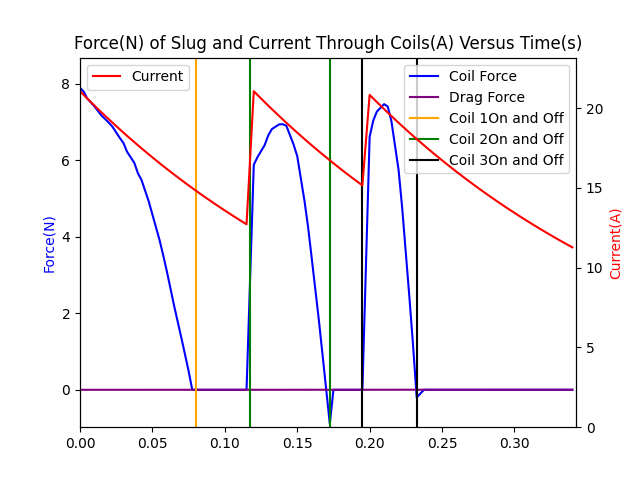 Force(N) of Slug and Current Through Coils(A) Versus Time(s)
Current
Coil Force
Drag Force
Coil 1On and Off
Coil 2On and Off
Coil 3On and Off
Force(N)
8
6
4
2
0
Current(A)
20
15
10
5
0
0.00 0.05 0.10 0.15 0.20 0.25 0.30